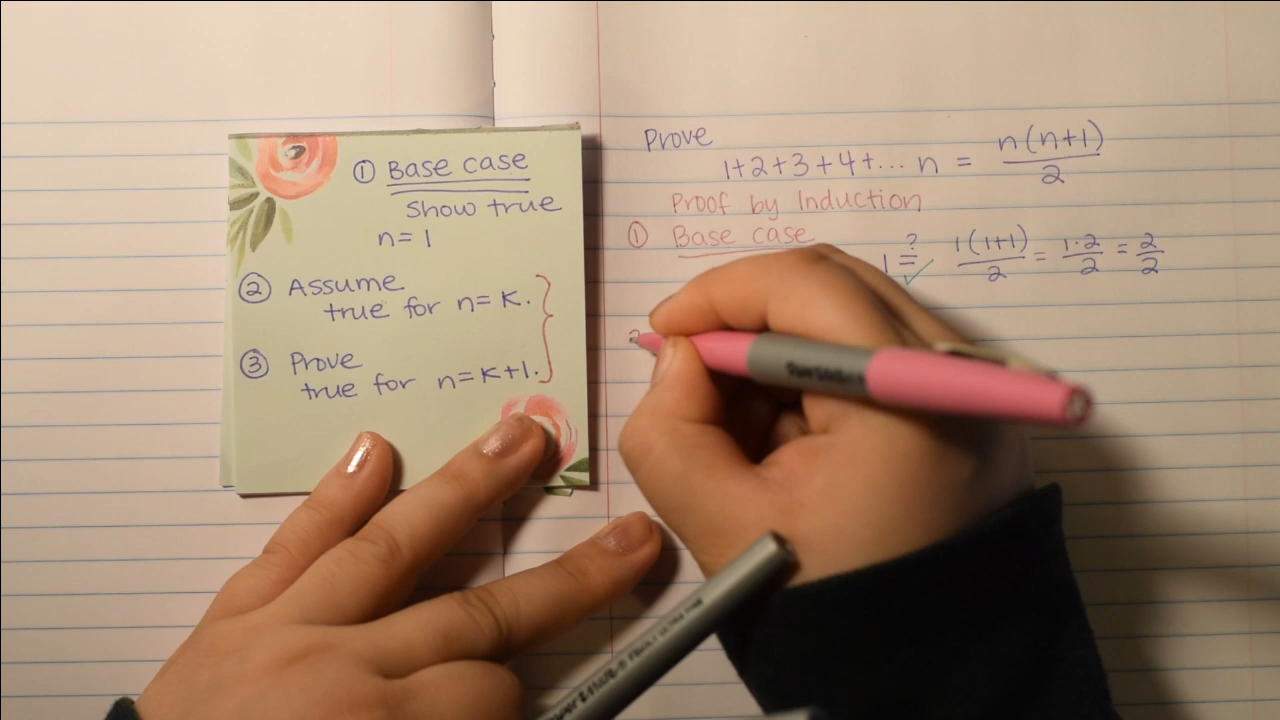 ① Base case
Show true
n=1
② Assume
true for n=k.
③ Prove
true for n=k+1.
Prove
1+2+3+4+... n = n(n+1)/2
Proof by Induction
① Base case
1 ?= 1(1+1)/2 = 1·2/2 = 2/2 ✓